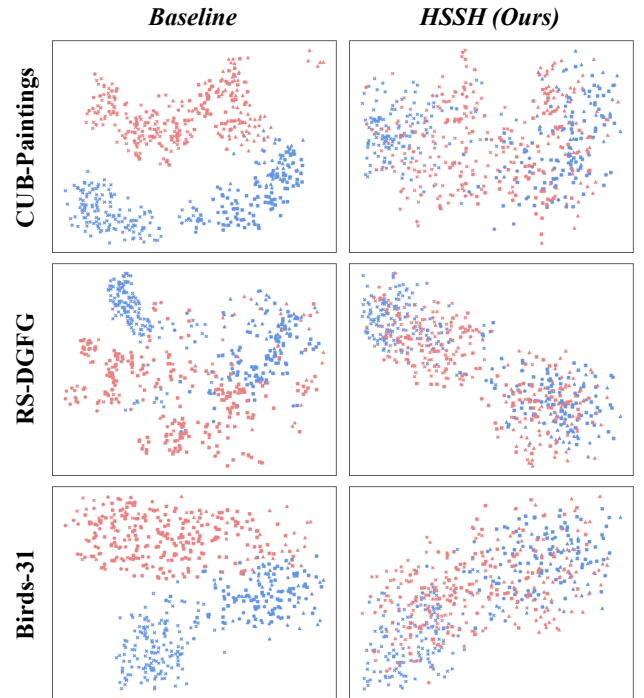 Baseline
HSSH (Ours)
CUB-Paintings
RS-DGFG
Birds-31